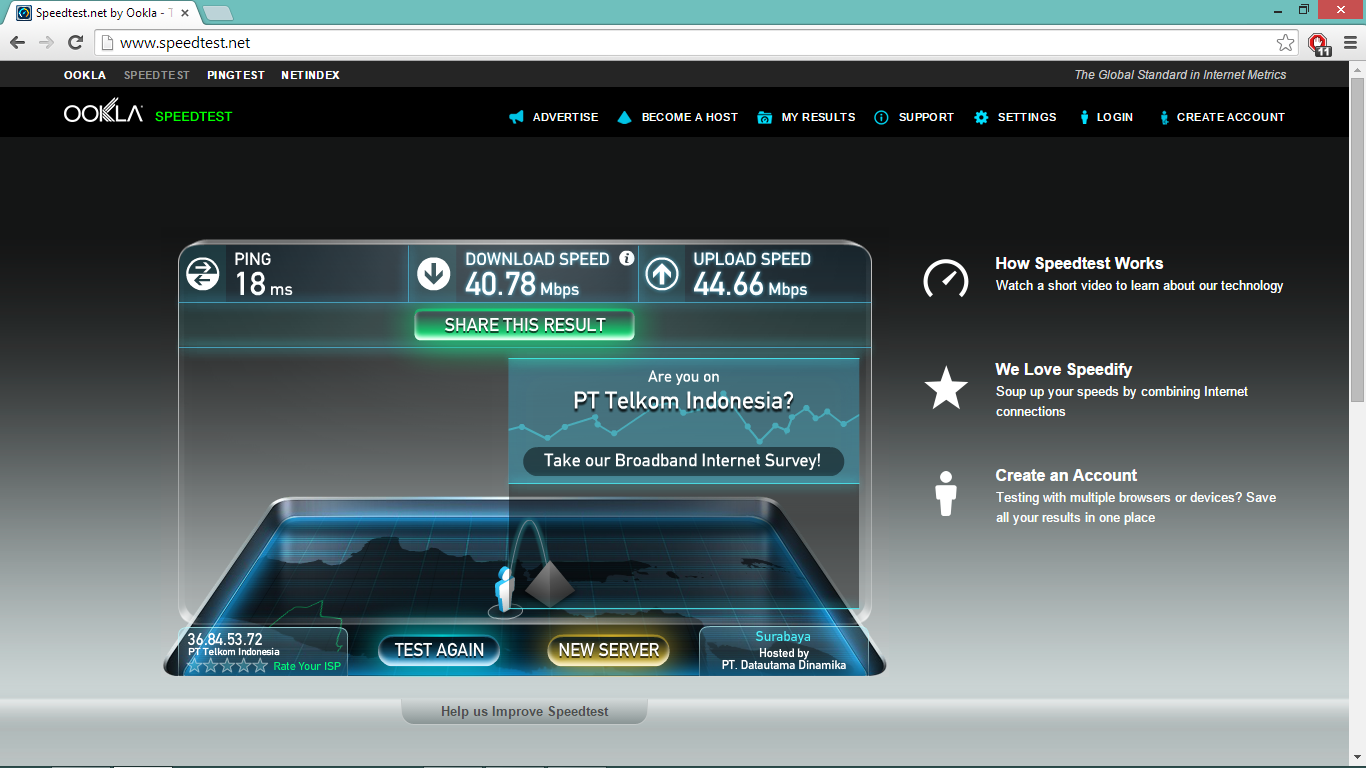 Speedtest.net by Ookla - T
www.speedtest.net
11
OOKLA SPEEDTEST PINGTEST NETINDEX
The Global Standard in Internet Metrics
OOKLA SPEEDTEST
ADVERTISE BECOME A HOST MY RESULTS SUPPORT SETTINGS LOGIN CREATE ACCOUNT
PING DOWNLOAD SPEED i UPLOAD SPEED
18 ms 40.78 Mbps 44.66 Mbps
SHARE THIS RESULT
Are you on
PT Telkom Indonesia?
Take our Broadband Internet Survey!
36.84.53.72
PT Telkom Indonesia
Rate Your ISP
TEST AGAIN
NEW SERVER
Surabaya
Hosted by
PT. Datautama Dinamika
How Speedtest Works
Watch a short video to learn about our technology
We Love Speedify
Soup up your speeds by combining Internet
connections
Create an Account
Testing with multiple browsers or devices? Save
all your results in one place
Help us Improve Speedtest